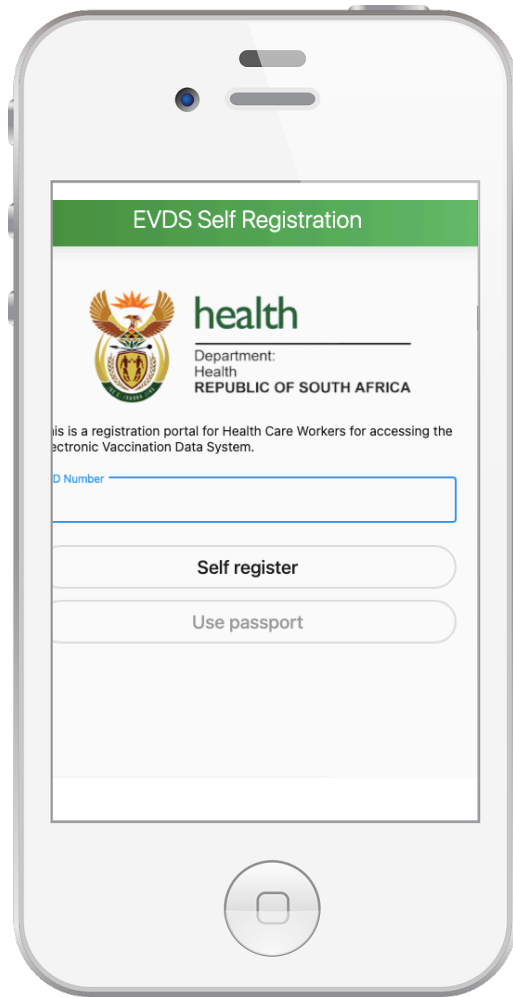 EVDS Self Registration
health
Department:
Health
REPUBLIC OF SOUTH AFRICA
is is a registration portal for Health Care Workers for accessing the
ectronic Vaccination Data System.
D Number
Self register
Use passport